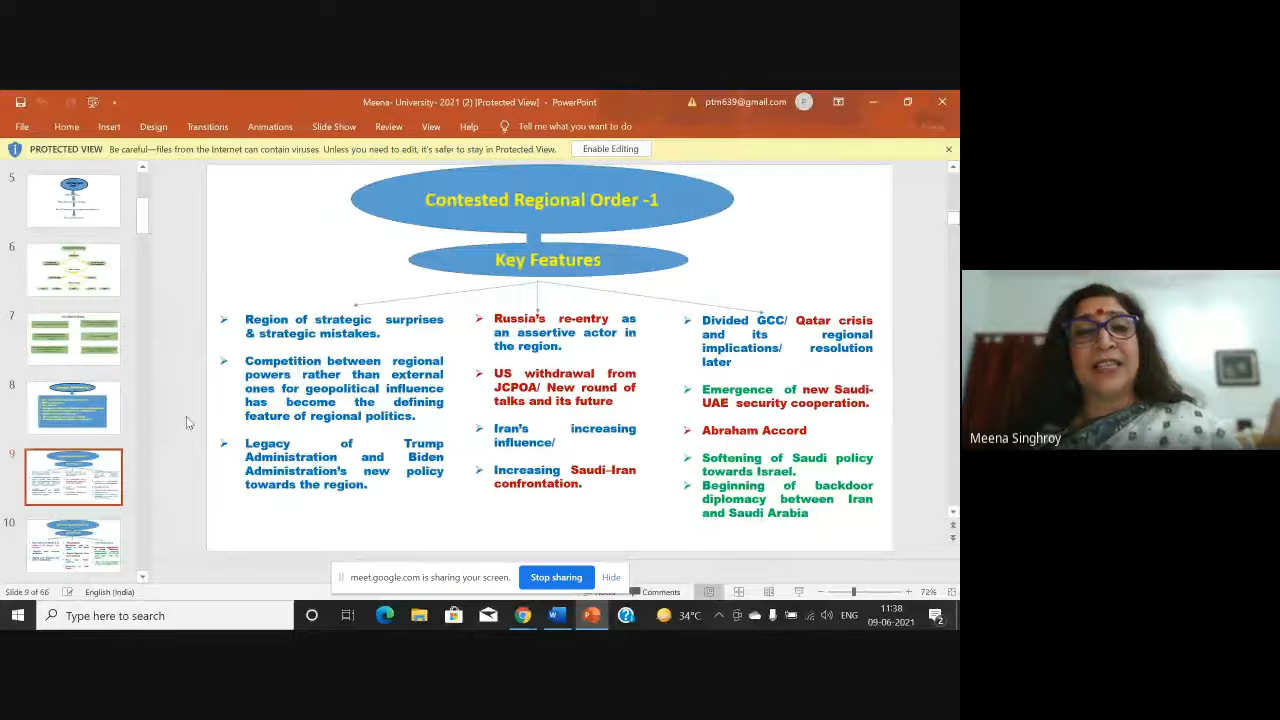 Meena- University- 2021 (2) [Protected View] • PowerPoint
ptm639@gmail.com
P
File Home Insert Design Transitions Animations Slide Show Review View Help Tell me what you want to do
PROTECTED VIEW Be careful—files from the Internet can contain viruses. Unless you need to edit, it's safer to stay in Protected View. Enable Editing
5
6
7
8
9
10
Contested Regional Order -1
Key Features
Region of strategic surprises
& strategic mistakes.
Competition between regional
powers rather than external
ones for geopolitical influence
has become the defining
feature of regional politics.
Legacy of Trump
Administration and Biden
Administration's new policy
towards the region.
Russia's re-entry as
an assertive actor in
the region.
US withdrawal from
JCPOA/ New round of
talks and its future
Iran's increasing
influence/
Increasing Saudi–Iran
confrontation.
Divided GCC/ Qatar crisis
and its regional
implications/ resolution
later
Emergence of new Saudi-
UAE security cooperation.
Abraham Accord
Softening of Saudi policy
towards Israel.
Beginning of backdoor
diplomacy between Iran
and Saudi Arabia
Meena Singhroy
meet.google.com is sharing your screen. Stop sharing Hide
Slide 9 of 66 English (India) Comments 72%
Type here to search
34°C ENG
11:38
09-06-2021
2